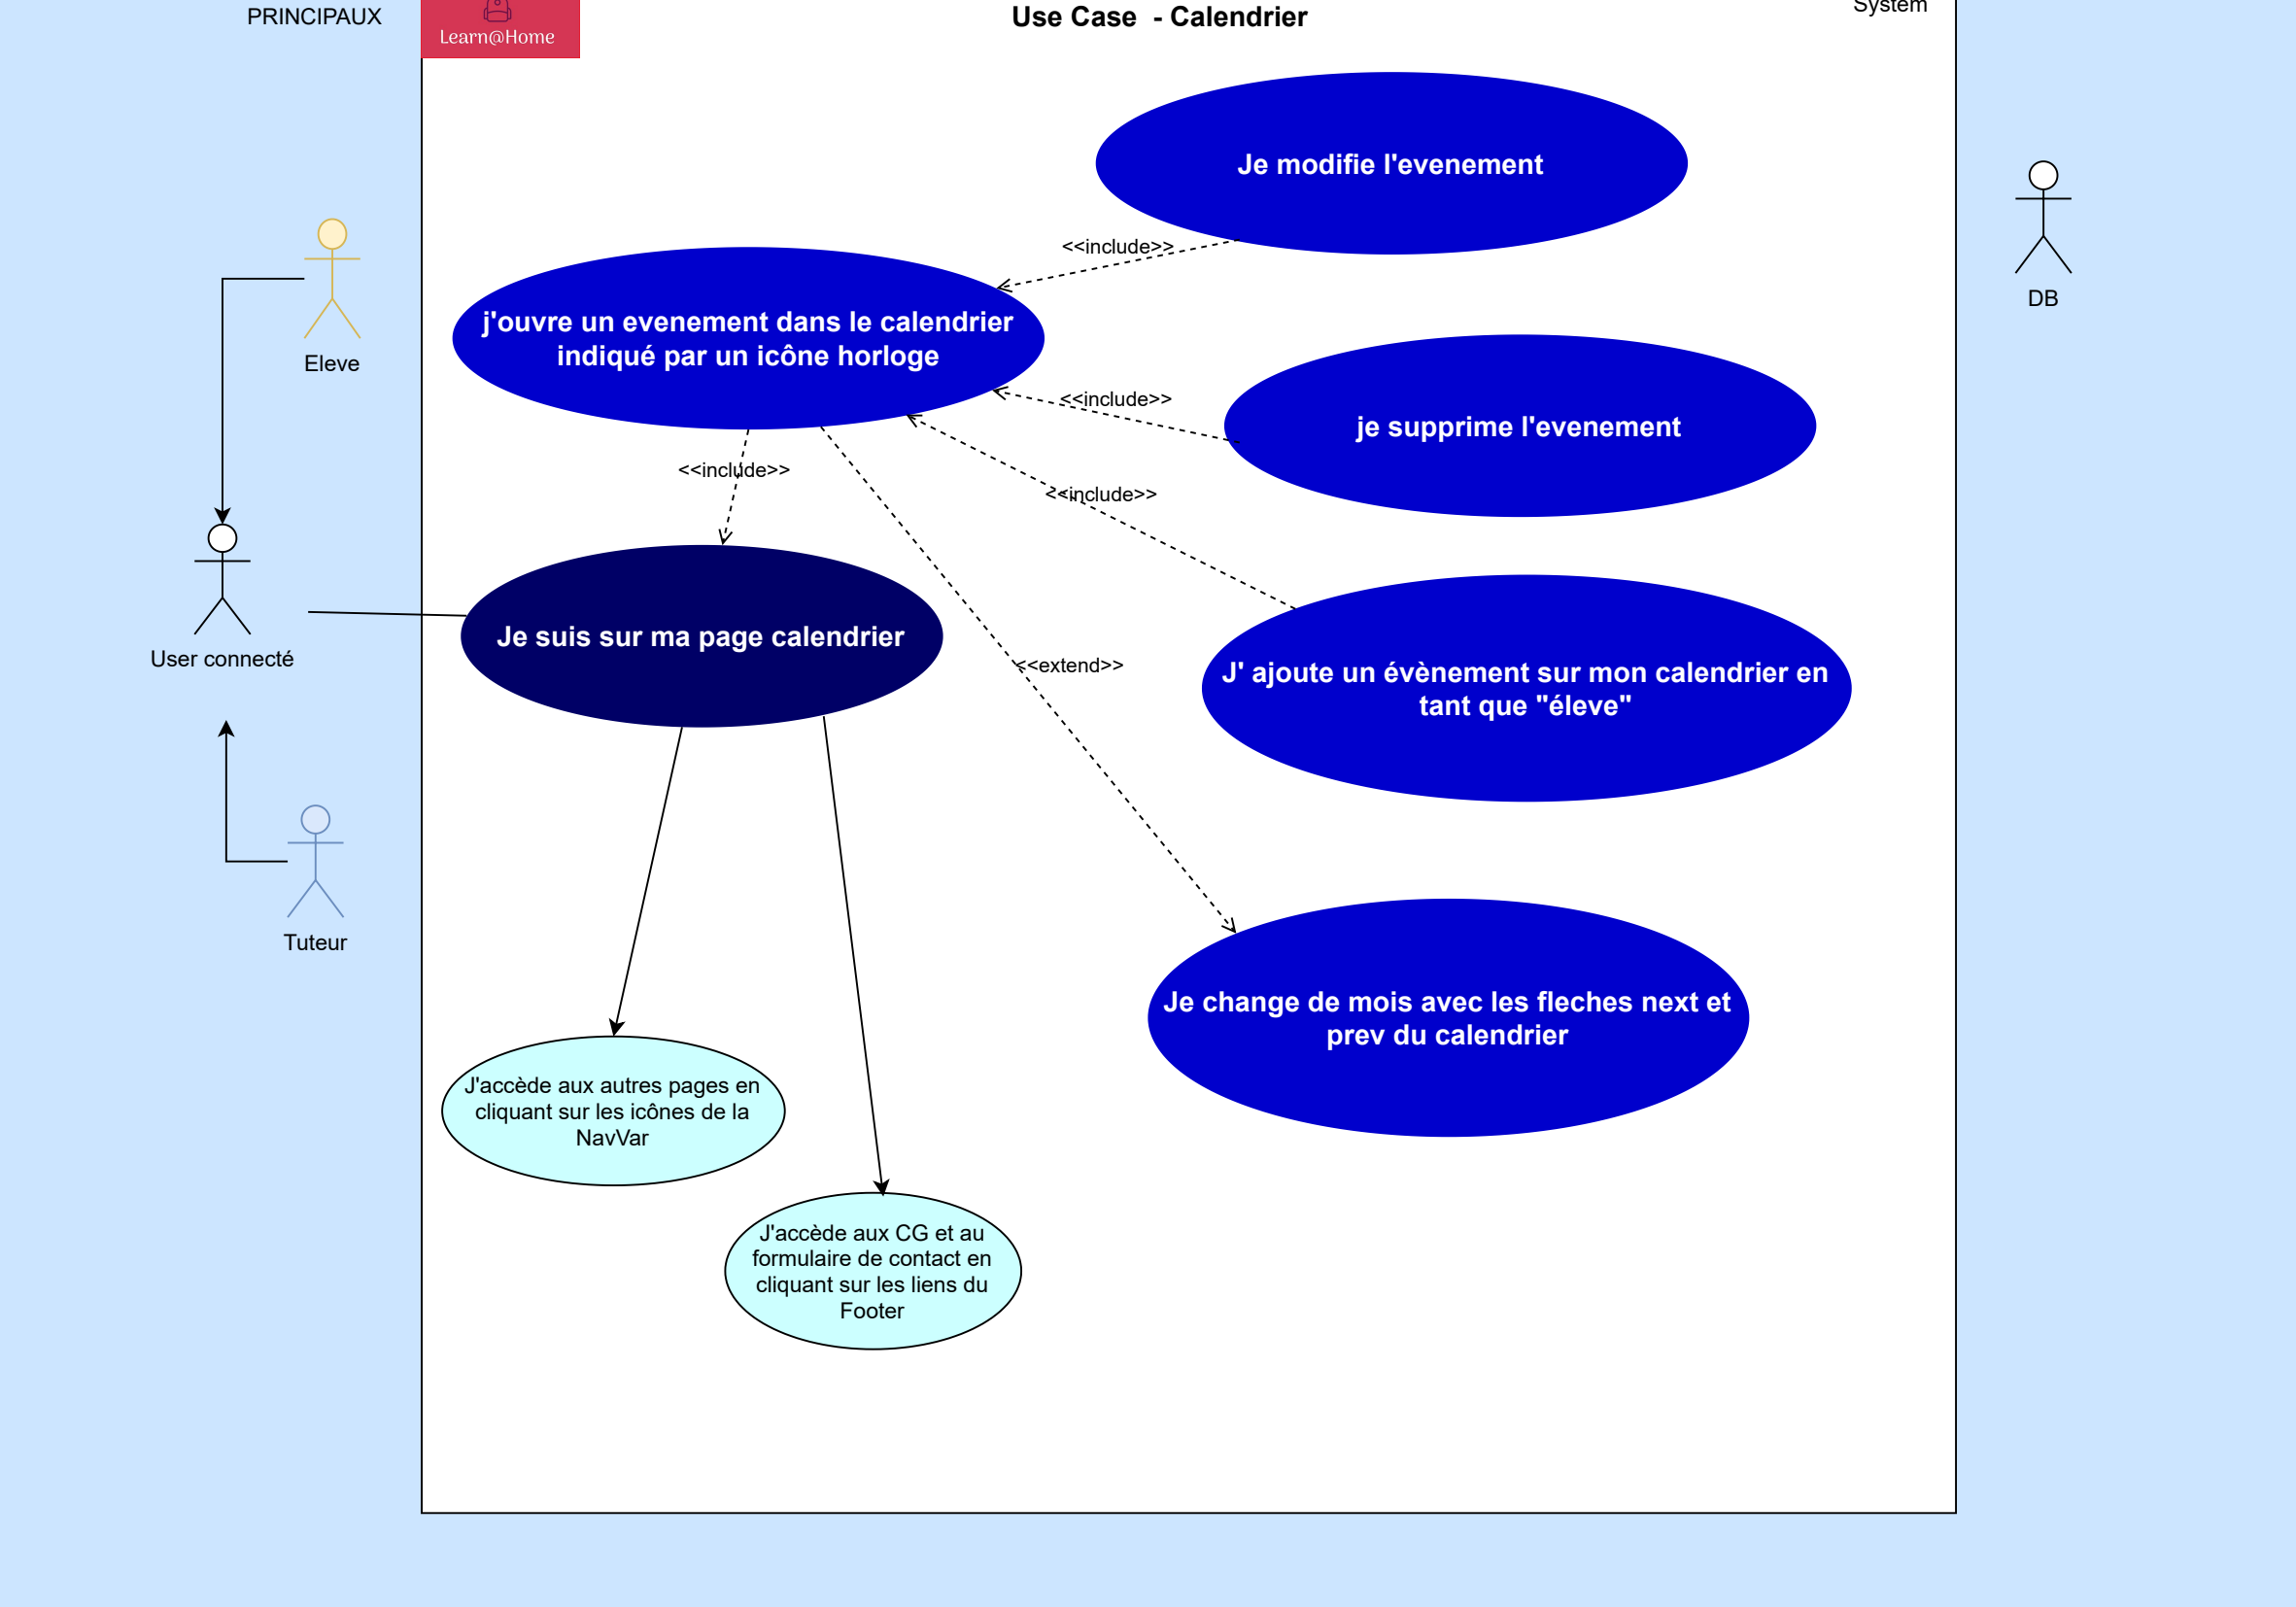 PRINCIPAUX
Learn@Home
Use Case  - Calendrier
System
Je modifie l'evenement
<<include>>
DB
j'ouvre un evenement dans le calendrier
indiqué par un icône horloge
Eleve
<<include>>
je supprime l'evenement
<<include>>
<<include>>
User connecté
Je suis sur ma page calendrier
<<extend>>
J' ajoute un évènement sur mon calendrier en
tant que "éleve"
Tuteur
Je change de mois avec les fleches next et
prev du calendrier
J'accède aux autres pages en
cliquant sur les icônes de la
NavVar
J'accède aux CG et au
formulaire de contact en
cliquant sur les liens du
Footer